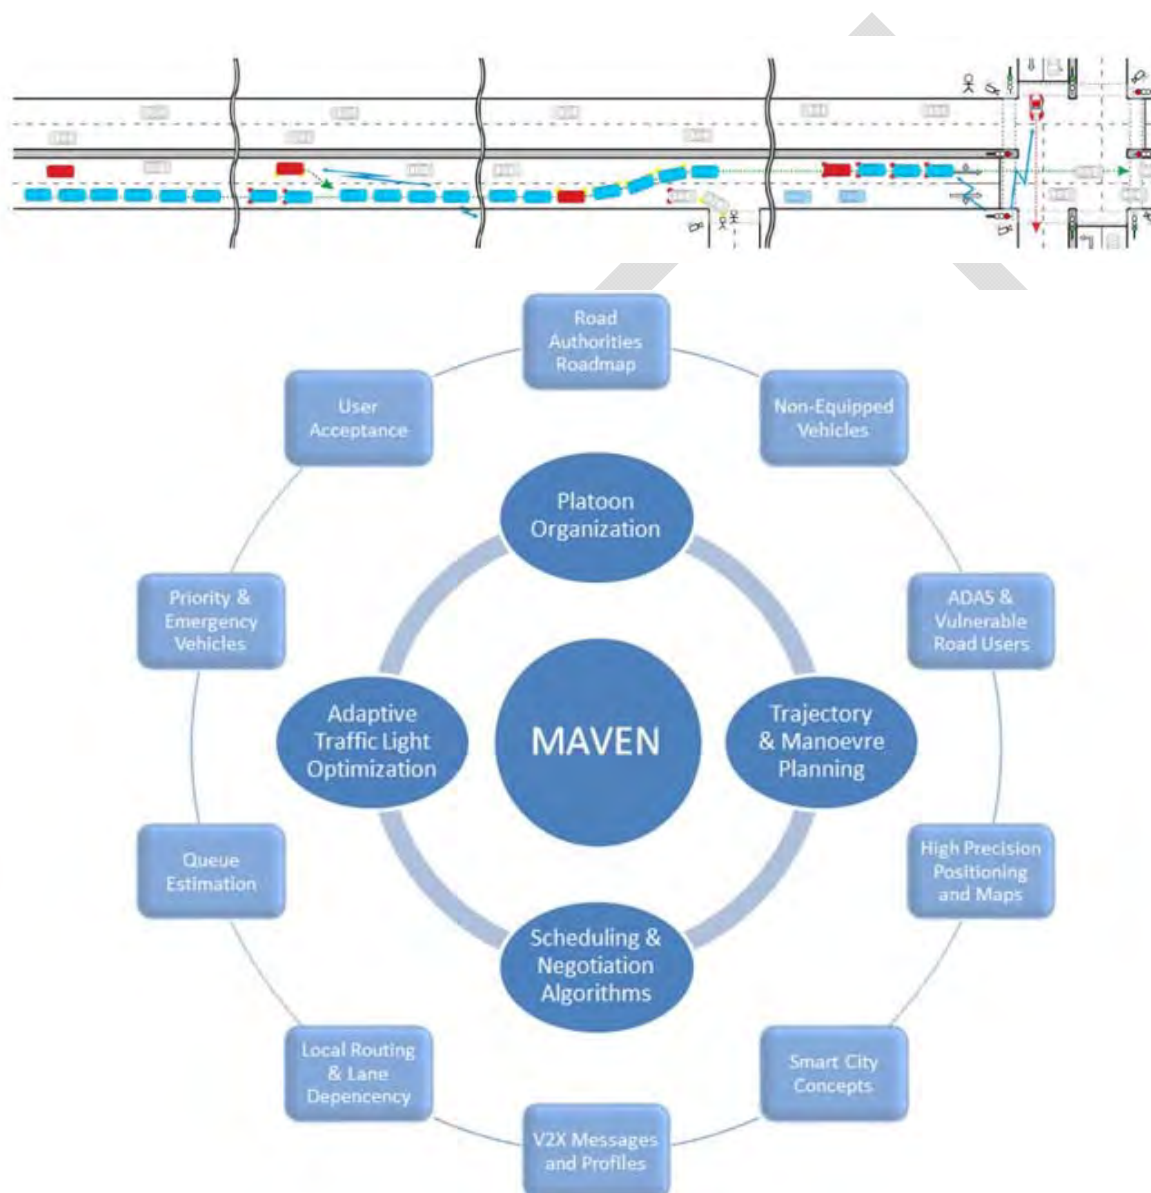 Road
Authorities
Roadmap
User
Acceptance
Non-Equipped
Vehicles
Platoon
Organization
Priority &
Emergency
Vehicles
ADAS &
Vulnerable
Road Users
Adaptive
Traffic Light
Optimization
MAVEN
Trajectory
& Manoevre
Planning
Queue
Estimation
High Precision
Positioning
and Maps
Scheduling &
Negotiation
Algorithms
Local Routing
& Lane
Depencency
Smart City
Concepts
V2X Messages
and Profiles